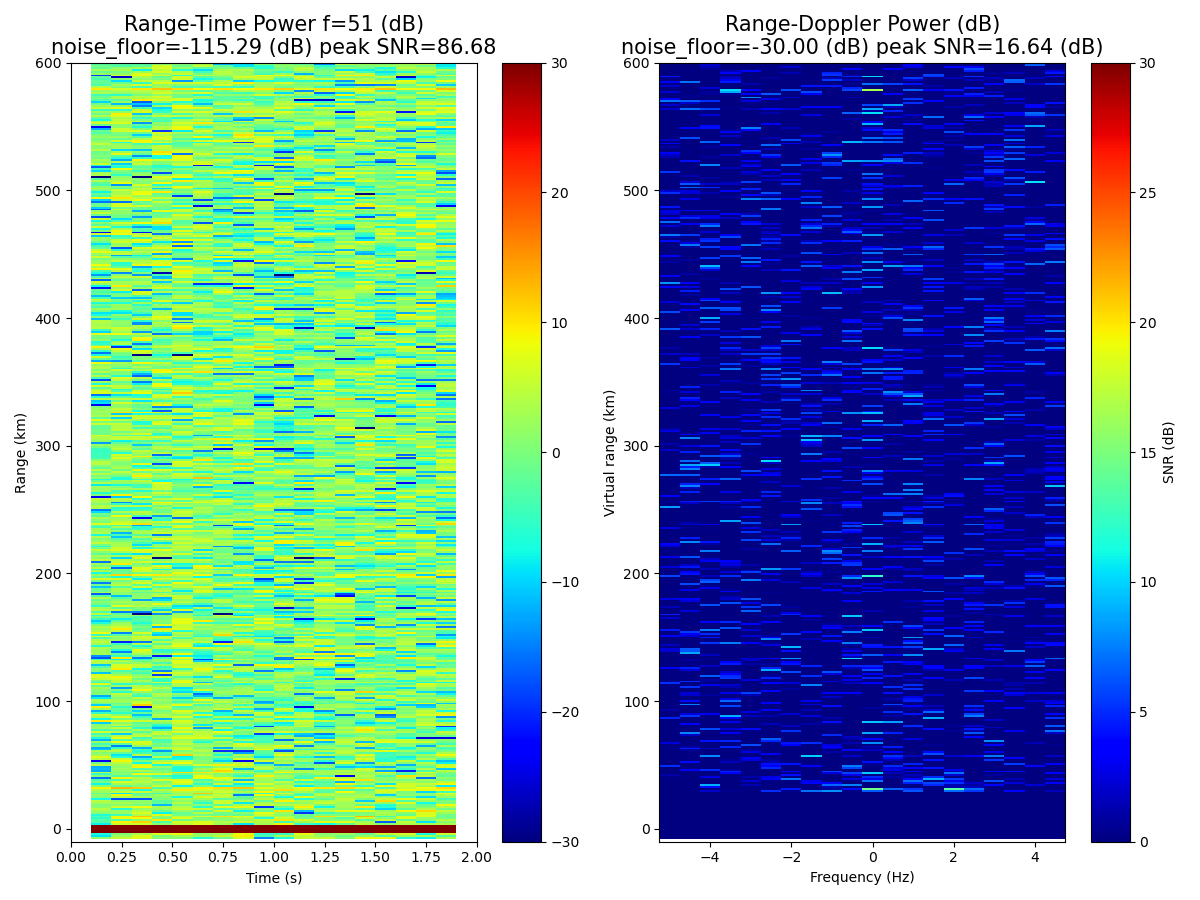 Range-Time Power f=51 (dB)
noise_floor=-115.29 (dB) peak SNR=86.68
600
500
400
300
200
100
0
Range (km)
0.00 0.25 0.50 0.75 1.00 1.25 1.50 1.75 2.00
Time (s)
30
20
10
0
−10
−20
−30
Range-Doppler Power (dB)
noise_floor=-30.00 (dB) peak SNR=16.64 (dB)
600
500
400
300
200
100
0
Virtual range (km)
−4 −2 0 2 4
Frequency (Hz)
30
25
20
15
10
5
0
SNR (dB)